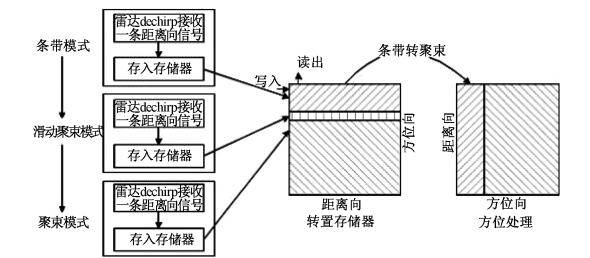 条带模式
雷达dechirp接收
一条距离向信号
存入存储器
滑动聚束模式
雷达dechirp接收
一条距离向信号
存入存储器
聚束模式
雷达dechirp接收
一条距离向信号
存入存储器
读出
写入
条带转聚束
方位向
距离向
转置存储器
距离向
方位向
方位处理